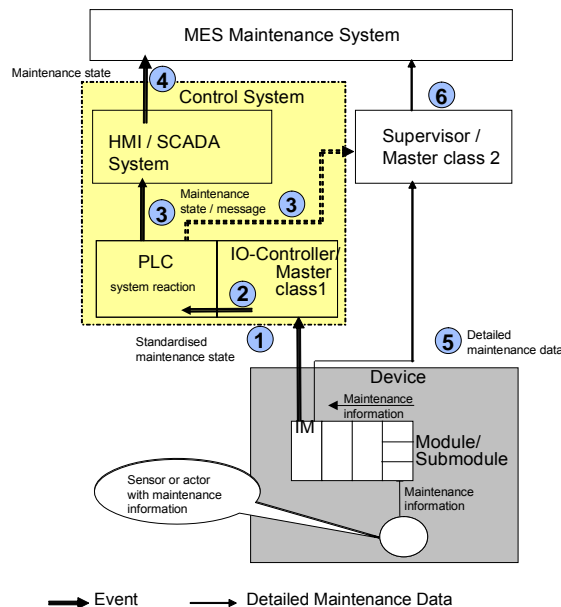 MES Maintenance System
4
6
Maintenance state
Control System
HMI / SCADA
System
Supervisor /
Master class 2
3
Maintenance
state / message
3
PLC
system reaction
IO-Controller/
Master
class1
2
1
Standardised
maintenance state
5
Detailed
maintenance data
Device
Maintenance
information
IM
Module/
Submodule
Sensor or actor
with maintenance
information
Maintenance
information
Event
Detailed Maintenance Data